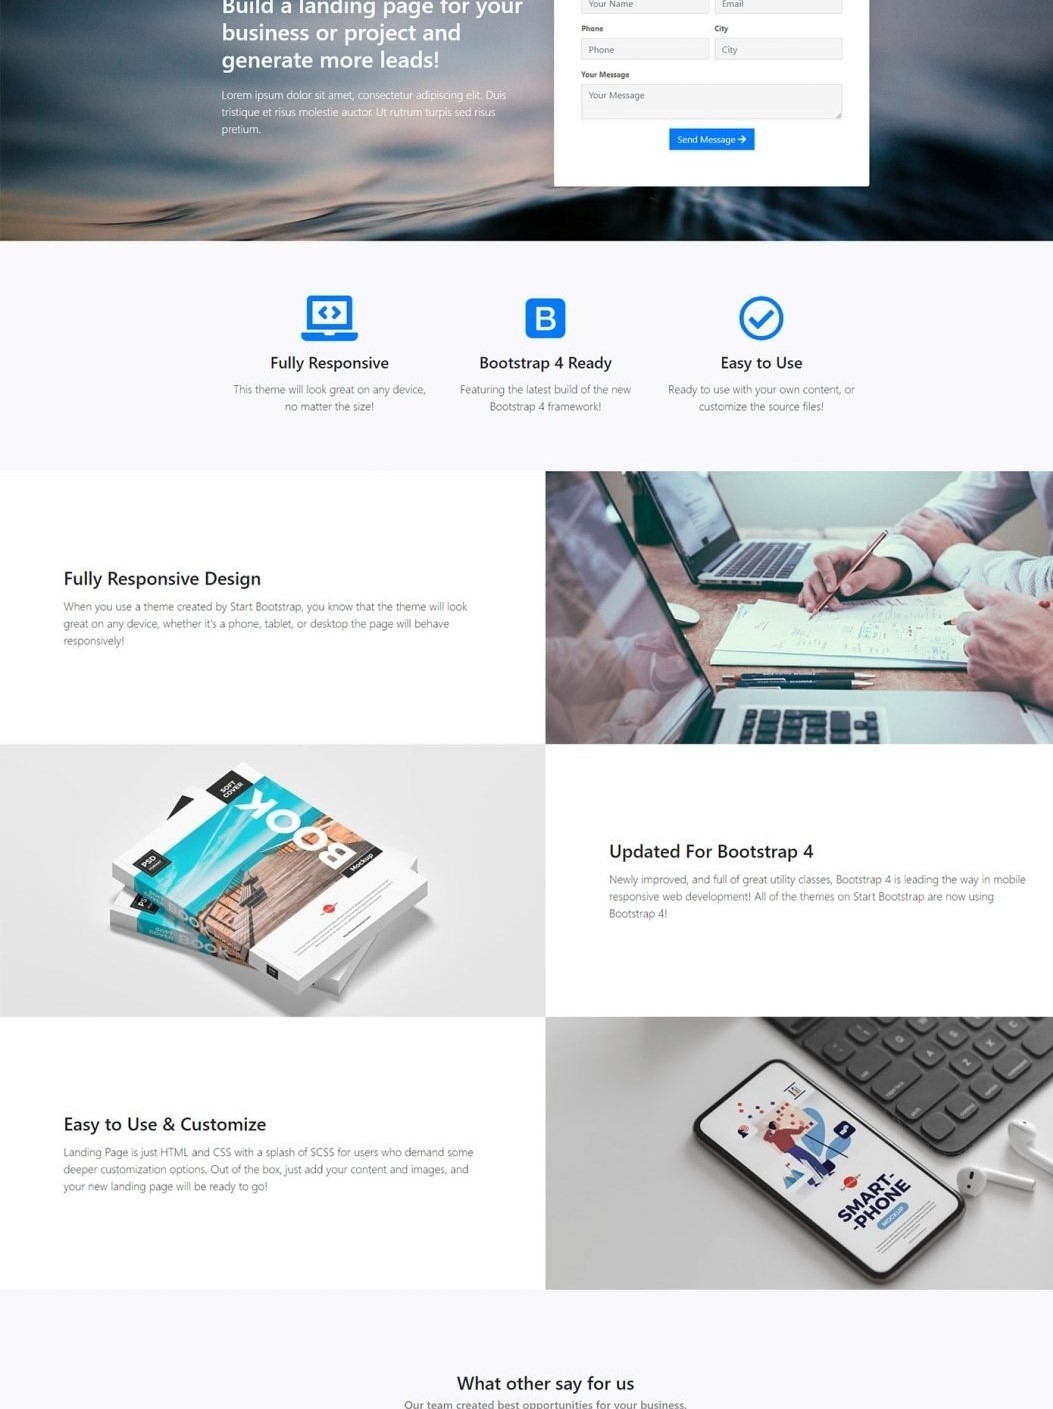 Build a landing page for your
business or project and
generate more leads!
Lorem ipsum dolor sit amet, consectetur adipiscing elit. Duis
tristique et risus molestie auctor. Ut rutrum turpis sed risus
pretium.
Your Name
Email
Phone
City
Phone
City
Your Message
Your Message
Send Message
B
Fully Responsive
This theme will look great on any device,
no matter the size!
Bootstrap 4 Ready
Featuring the latest build of the new
Bootstrap 4 framework!
Easy to Use
Ready to use with your own content, or
customize the source files!
Fully Responsive Design
When you use a theme created by Start Bootstrap, you know that the theme will look
great on any device, whether it's a phone, tablet, or desktop the page will behave
responsively!
SOFT
COVER
BOOK
BOOK
Mockup
PSD
Updated For Bootstrap 4
Newly improved, and full of great utility classes, Bootstrap 4 is leading the way in mobile
responsive web development! All of the themes on Start Bootstrap are now using
Bootstrap 4!
Easy to Use & Customize
Landing Page is just HTML and CSS with a splash of SCSS for users who demand some
deeper customization options. Out of the box, just add your content and images, and
your new landing page will be ready to go!
SMART-
-PHONE
MOCKUP
What other say for us
Our team created best opportunities for your business.